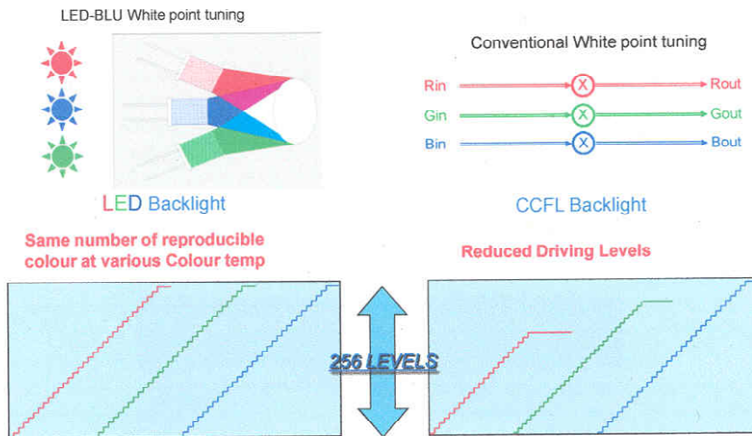 LED-BLU White point tuning
Conventional White point tuning
Rin X Rout
Gin X Gout
Bin X Bout
LED Backlight
CCFL Backlight
Same number of reproducible
colour at various Colour temp
Reduced Driving Levels
256 LEVELS